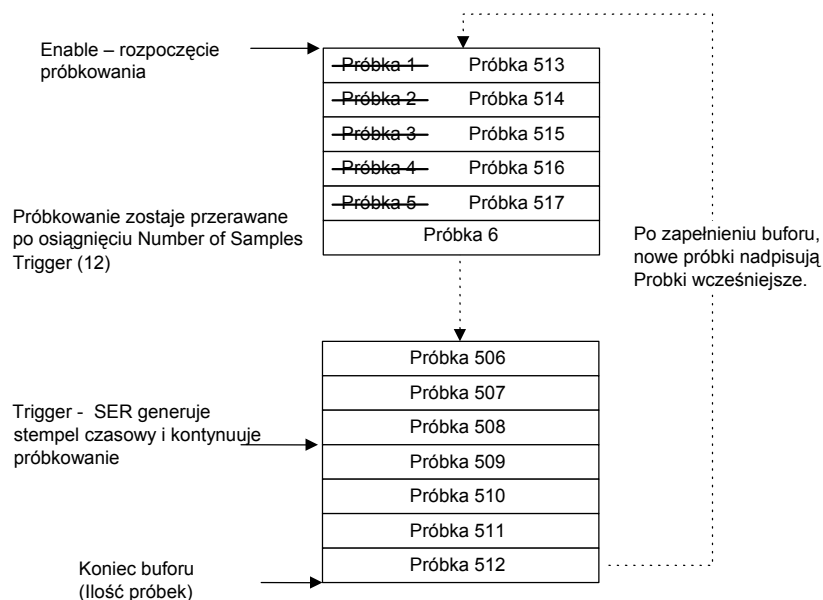 Enable – rozpoczęcie
próbkowania
Próbka 1 Próbka 513
Próbka 2 Próbka 514
Próbka 3 Próbka 515
Próbka 4 Próbka 516
Próbka 5 Próbka 517
Próbka 6
Próbkowanie zostaje przerawane
po osiągnięciu Number of Samples
Trigger (12)
Po zapełnieniu buforu,
nowe próbki nadpisują
Probki wcześniejsze.
Próbka 506
Próbka 507
Próbka 508
Próbka 509
Próbka 510
Próbka 511
Próbka 512
Trigger - SER generuje
stempel czasowy i kontynuuje
próbkowanie
Koniec buforu
(Ilość próbek)